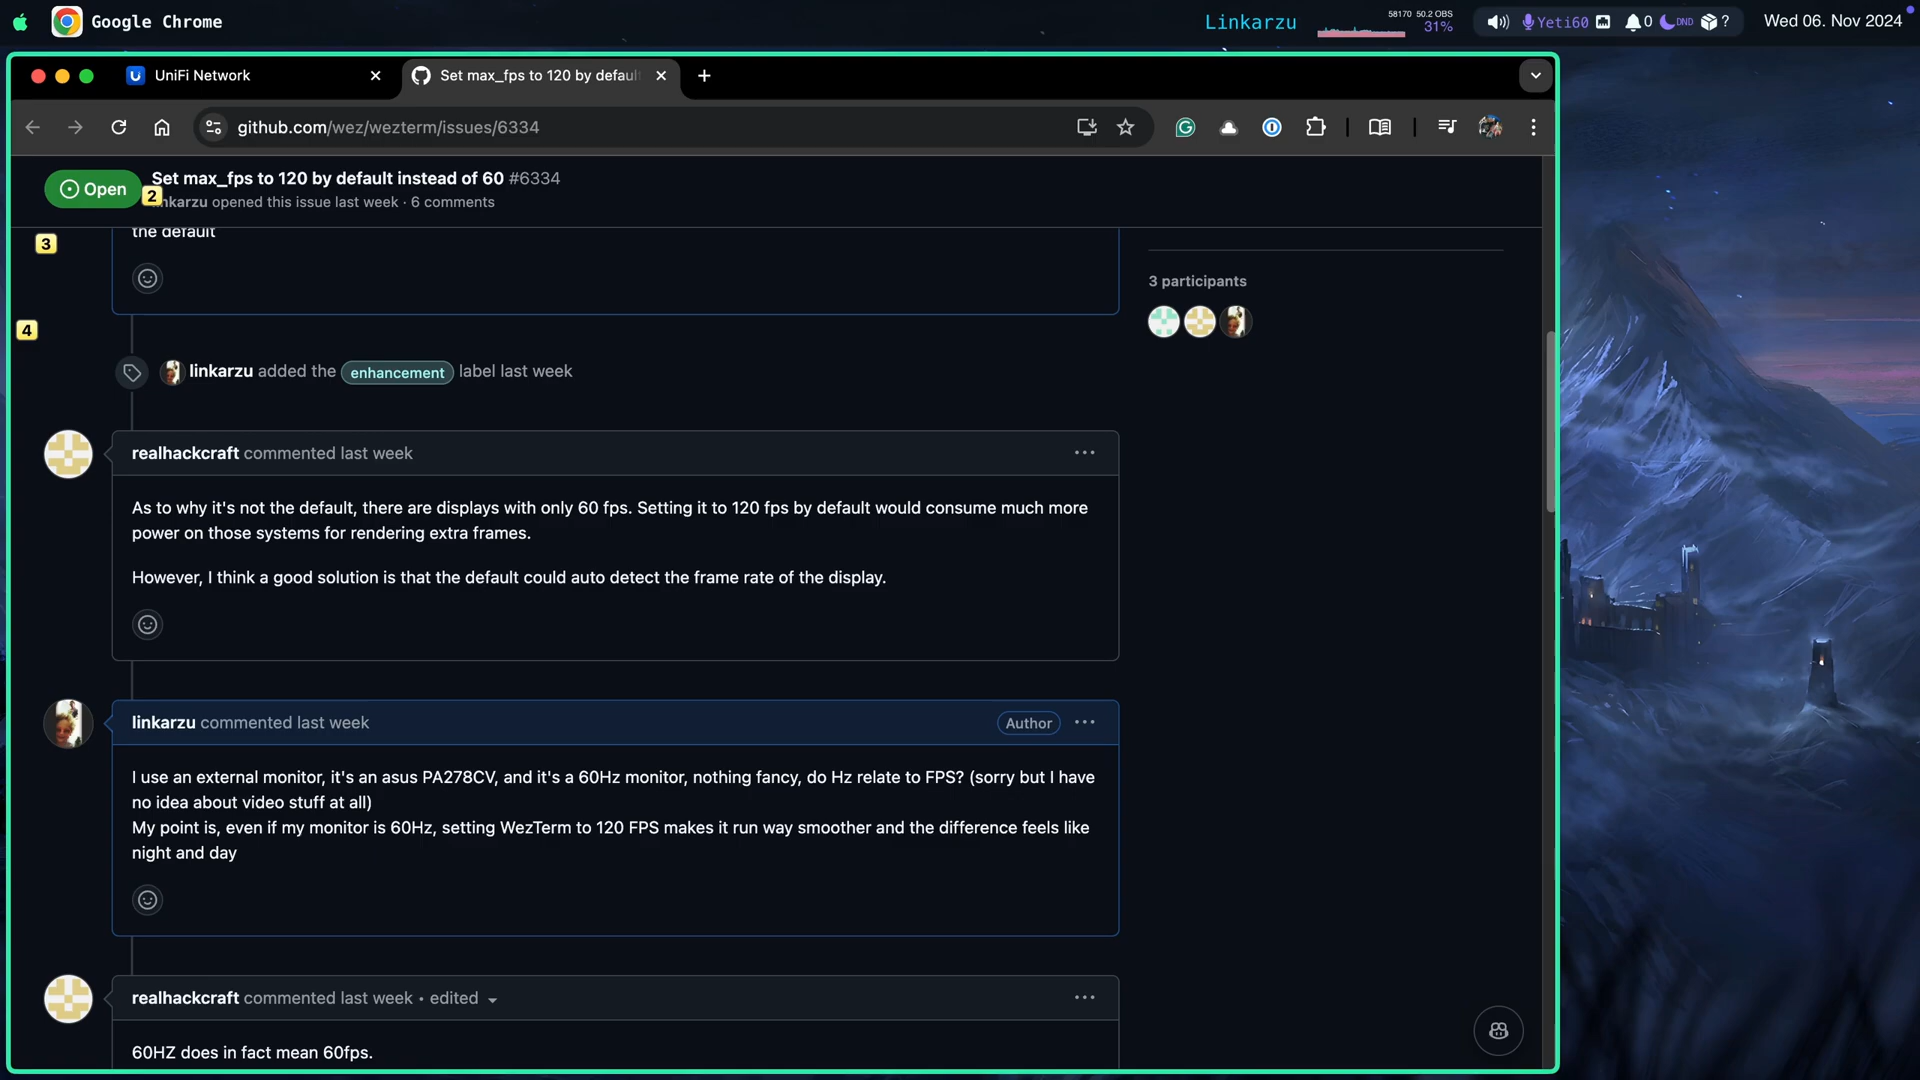 Google Chrome
Linkarzu
58170 50.2 OBS
31%
Yeti60
0
DND
?
Wed 06. Nov 2024
UniFi Network
Set max_fps to 120 by defaul
github.com/wez/wezterm/issues/6334
Open
2
Set max_fps to 120 by default instead of 60 #6334
nkarzu opened this issue last week · 6 comments
3
the default
3 participants
4
linkarzu added the enhancement label last week
realhackcraft commented last week
As to why it's not the default, there are displays with only 60 fps. Setting it to 120 fps by default would consume much more
power on those systems for rendering extra frames.
However, I think a good solution is that the default could auto detect the frame rate of the display.
linkarzu commented last week
Author
I use an external monitor, it's an asus PA278CV, and it's a 60Hz monitor, nothing fancy, do Hz relate to FPS? (sorry but I have
no idea about video stuff at all)
My point is, even if my monitor is 60Hz, setting WezTerm to 120 FPS makes it run way smoother and the difference feels like
night and day
realhackcraft commented last week • edited
60HZ does in fact mean 60fps.